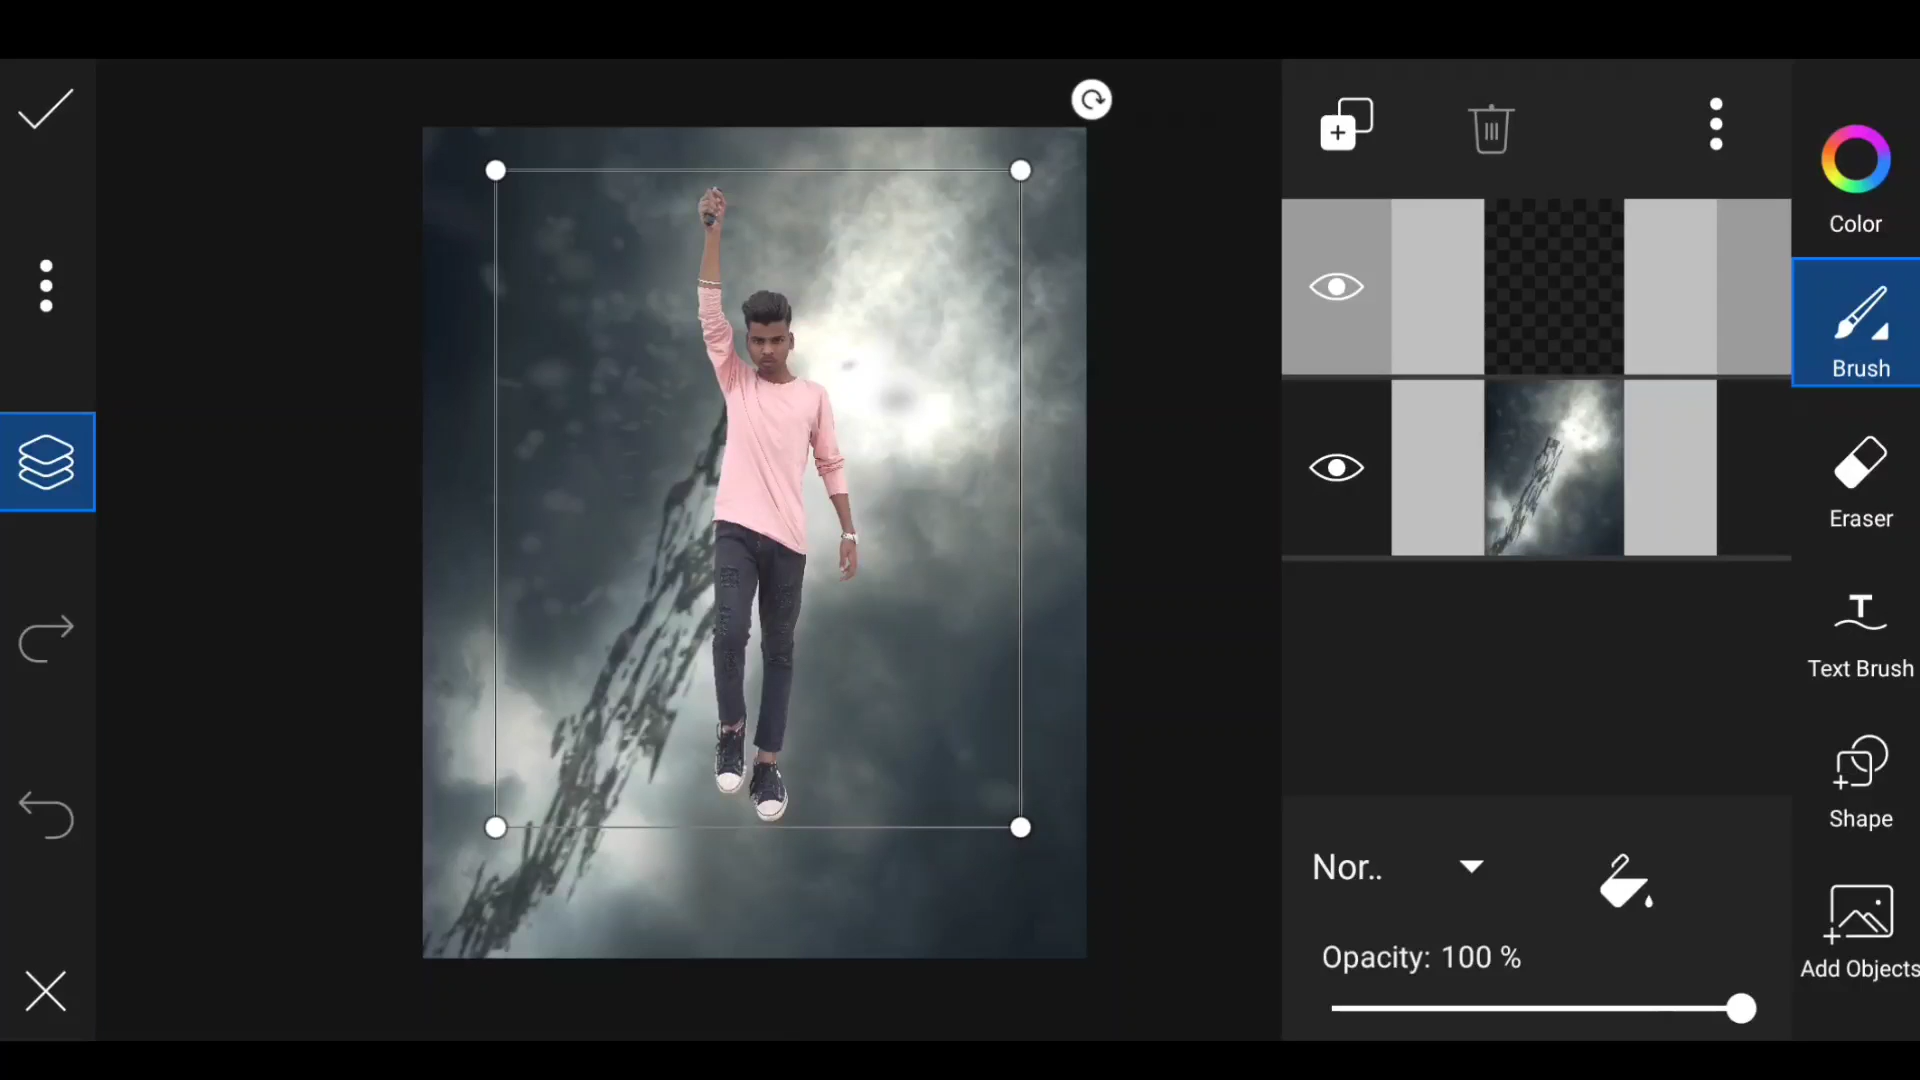 Color
Brush
Eraser
Text Brush
Shape
Add Objects
Nor..
Opacity: 100 %